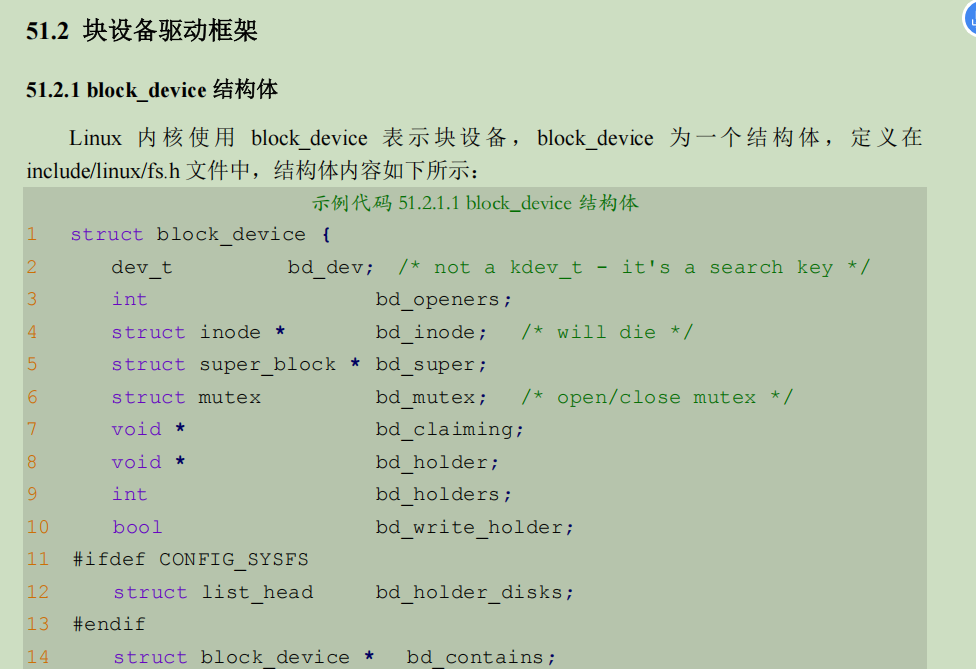 51.2 块设备驱动框架
51.2.1 block_device 结构体
Linux 内核使用 block_device 表示块设备，block_device 为一个结构体，定义在
include/linux/fs.h 文件中，结构体内容如下所示：
示例代码 51.2.1.1 block_device 结构体
1 struct block_device {
2 dev_t bd_dev; /* not a kdev_t - it's a search key */
3 int bd_openers;
4 struct inode * bd_inode; /* will die */
5 struct super_block * bd_super;
6 struct mutex bd_mutex; /* open/close mutex */
7 void * bd_claiming;
8 void * bd_holder;
9 int bd_holders;
10 bool bd_write_holder;
11 #ifdef CONFIG_SYSFS
12 struct list_head bd_holder_disks;
13 #endif
14 struct block_device * bd_contains;